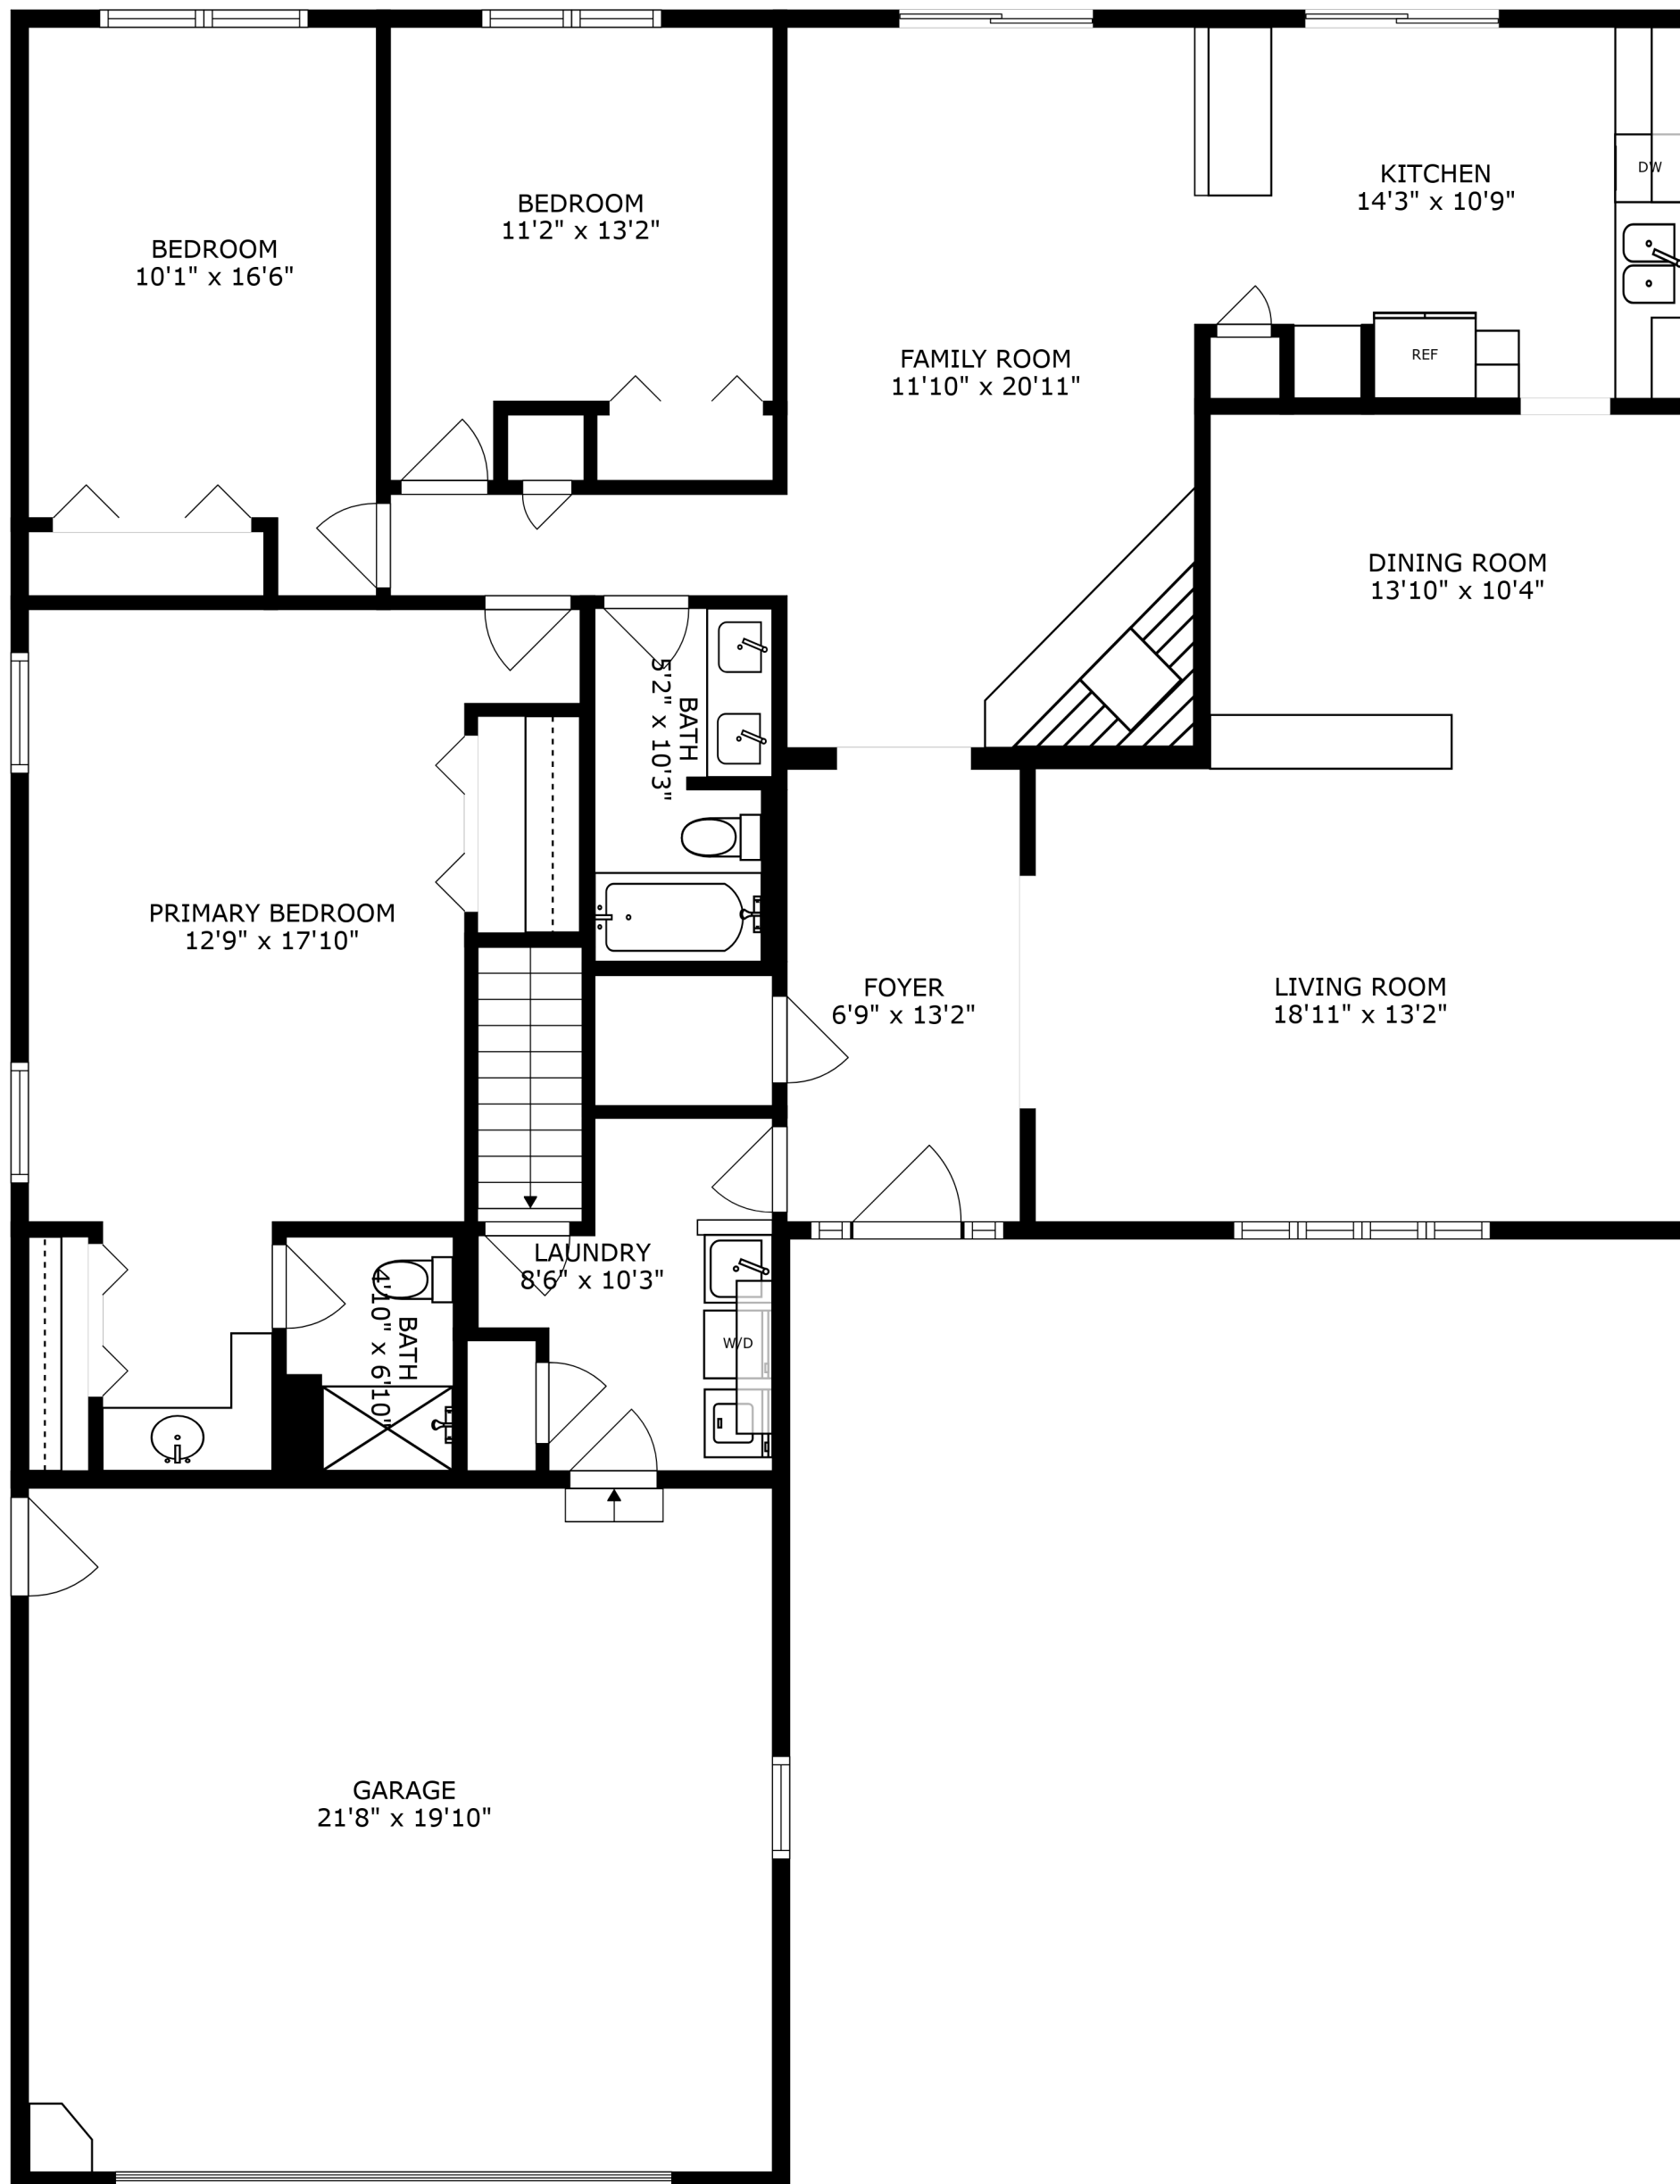 BEDROOM
10'1" x 16'6"
BEDROOM
11'2" x 13'2"
FAMILY ROOM
11'10" x 20'11"
KITCHEN
14'3" x 10'9"
DW
REF
DINING ROOM
13'10" x 10'4"
BATH
5'2" x 10'3"
PRIMARY BEDROOM
12'9" x 17'10"
FOYER
6'9" x 13'2"
LIVING ROOM
18'11" x 13'2"
LAUNDRY
8'6" x 10'3"
W/D
BATH
4'10" x 6'10"
GARAGE
21'8" x 19'10"